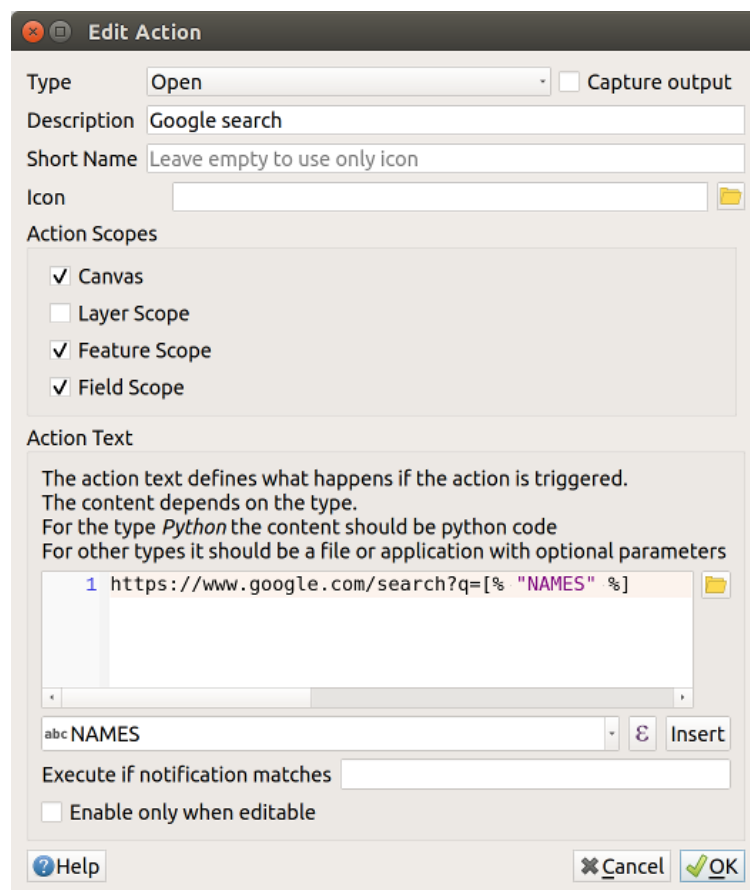 Edit Action
Type Open Capture output
Description Google search
Short Name Leave empty to use only icon
Icon
Action Scopes
Canvas
Layer Scope
Feature Scope
Field Scope
Action Text
The action text defines what happens if the action is triggered.
The content depends on the type.
For the type Python the content should be python code
For other types it should be a file or application with optional parameters
1 https://www.google.com/search?q=[% "NAMES" %]
abc NAMES ε Insert
Execute if notification matches
Enable only when editable
?Help Cancel OK